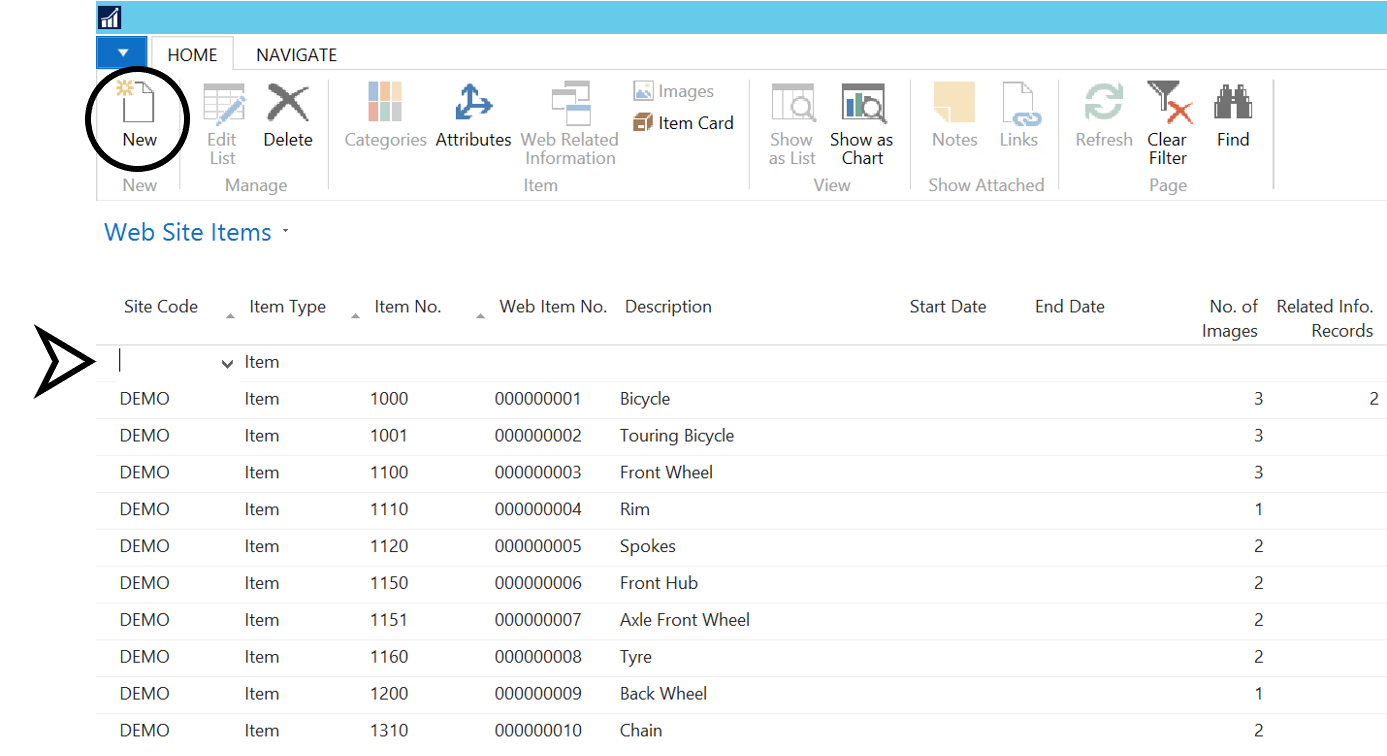 HOME NAVIGATE
New Edit List Delete Categories Attributes Web Related Information Images Item Card Show as List Show as Chart Notes Links Refresh Clear Filter Find
New Manage Item View Show Attached Page
Web Site Items
Site Code Item Type Item No. Web Item No. Description Start Date End Date No. of Images Related Info. Records
Item
DEMO Item 1000 000000001 Bicycle 3 2
DEMO Item 1001 000000002 Touring Bicycle 3
DEMO Item 1100 000000003 Front Wheel 3
DEMO Item 1110 000000004 Rim 1
DEMO Item 1120 000000005 Spokes 2
DEMO Item 1150 000000006 Front Hub 2
DEMO Item 1151 000000007 Axle Front Wheel 2
DEMO Item 1160 000000008 Tyre 2
DEMO Item 1200 000000009 Back Wheel 1
DEMO Item 1310 000000010 Chain 2